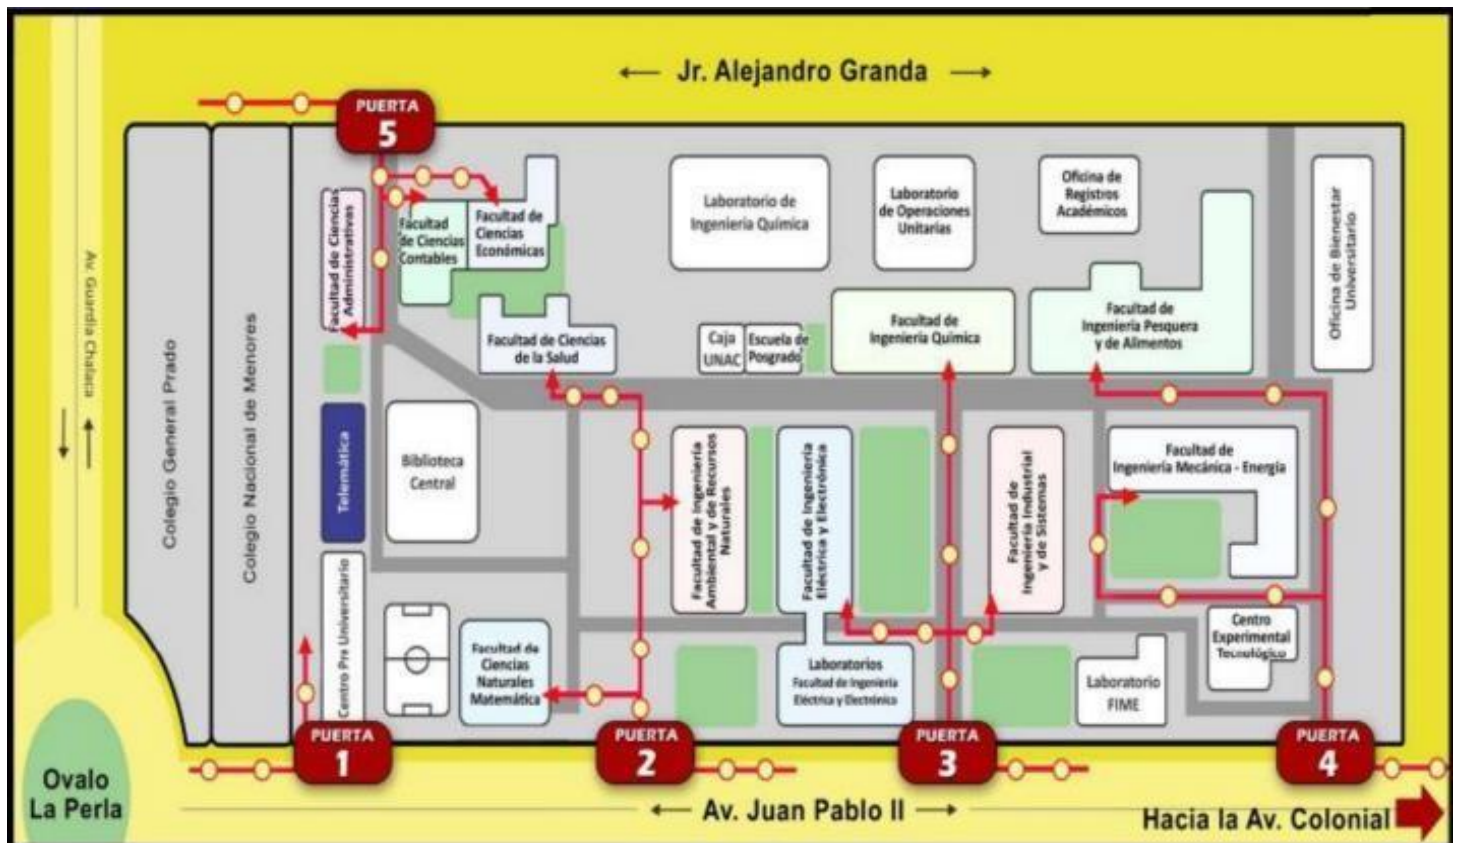 ← Jr. Alejandro Granda →
PUERTA
5
Av. Guardia Chalaca
Colegio General Prado
Colegio Nacional de Menores
Facultad de Ciencias
Administrativas
Facultad
de Ciencias
Contables
Facultad de
Ciencias
Económicas
Laboratorio de
Ingeniería Química
Laboratorio
de Operaciones
Unitarias
Oficina de
Registros
Académicos
Oficina de Bienestar
Universitario
Facultad de Ciencias
de la Salud
Caja
UNAC
Escuela de
Posgrado
Facultad de
Ingeniería Química
Facultad de
Ingeniería Pesquera
y de Alimentos
Telemática
Biblioteca
Central
Facultad de Ingeniería
Ambiental y de Recursos
Naturales
Facultad de Ingeniería
Eléctrica y Electrónica
Facultad de
Ingeniería Industrial
y de Sistemas
Facultad de
Ingeniería Mecánica - Energía
Centro Pre Universitario
Facultad de
Ciencias
Naturales
Matemática
Laboratorios
Facultad de Ingeniería
Eléctrica y Electrónica
Laboratorio
FIME
Centro
Experimental
Tecnológico
PUERTA
1
PUERTA
2
PUERTA
3
PUERTA
4
Ovalo
La Perla
← Av. Juan Pablo II →
Hacia la Av. Colonial